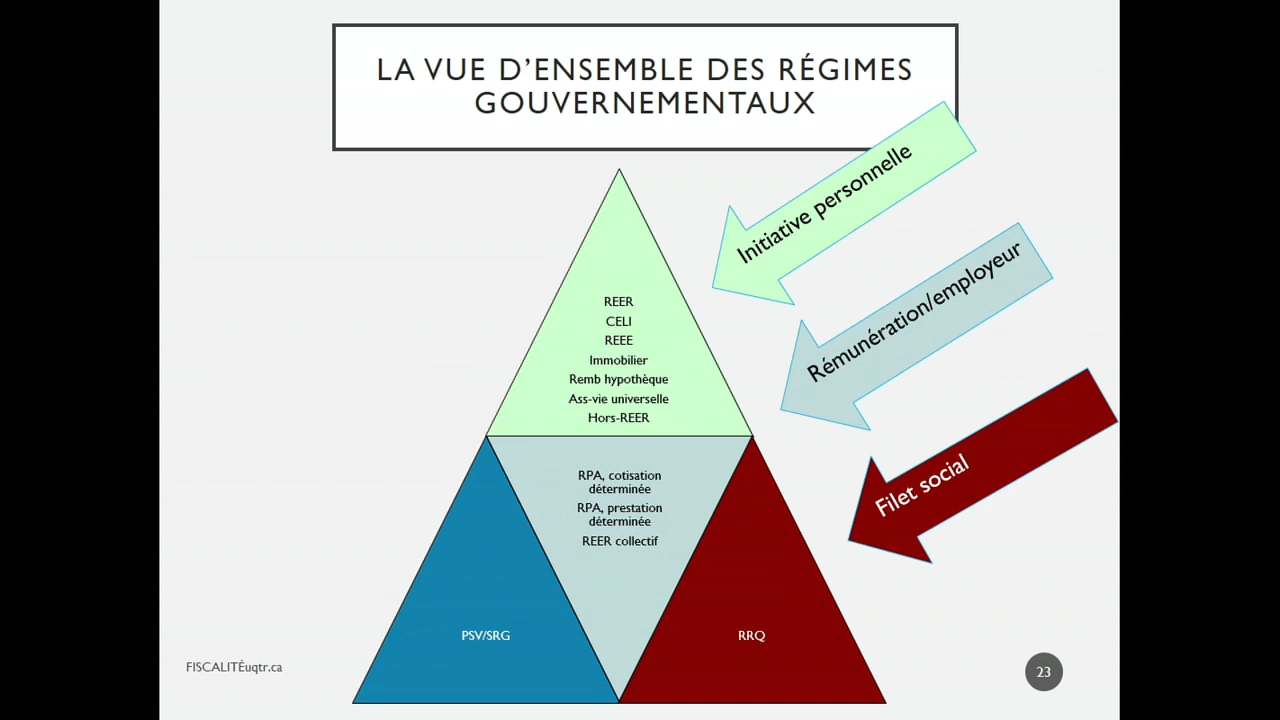 LA VUE D’ENSEMBLE DES RÉGIMES
GOUVERNEMENTAUX
Initiative personnelle
Rémunération/employeur
Filet social
REER
CELI
REEE
Immobilier
Remb hypothèque
Ass-vie universelle
Hors-REER
RPA, cotisation
déterminée
RPA, prestation
déterminée
REER collectif
PSV/SRG
RRQ
FISCALITÉuqtr.ca
23